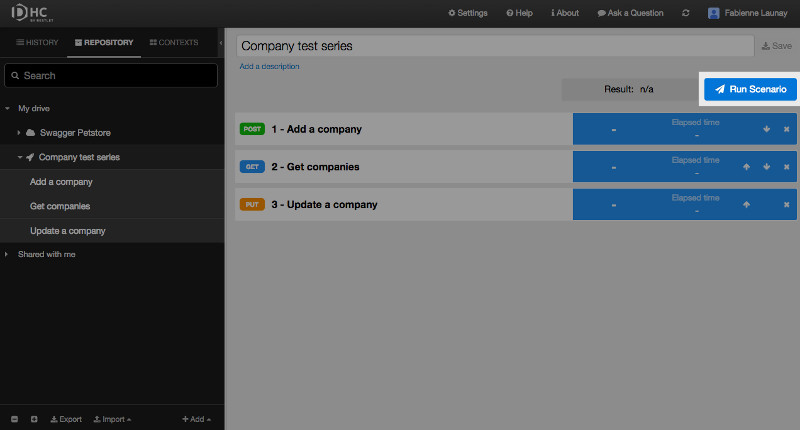 DHC
BY RESTLET
Settings
Help
About
Ask a Question
Fabienne Launay
HISTORY
REPOSITORY
CONTEXTS
Search
My drive
Swagger Petstore
Company test series
Add a company
Get companies
Update a company
Shared with me
Export
Import
Add
Company test series
Save
Add a description
Result: n/a
Run Scenario
POST 1 - Add a company - Elapsed time -
GET 2 - Get companies - Elapsed time -
PUT 3 - Update a company - Elapsed time -